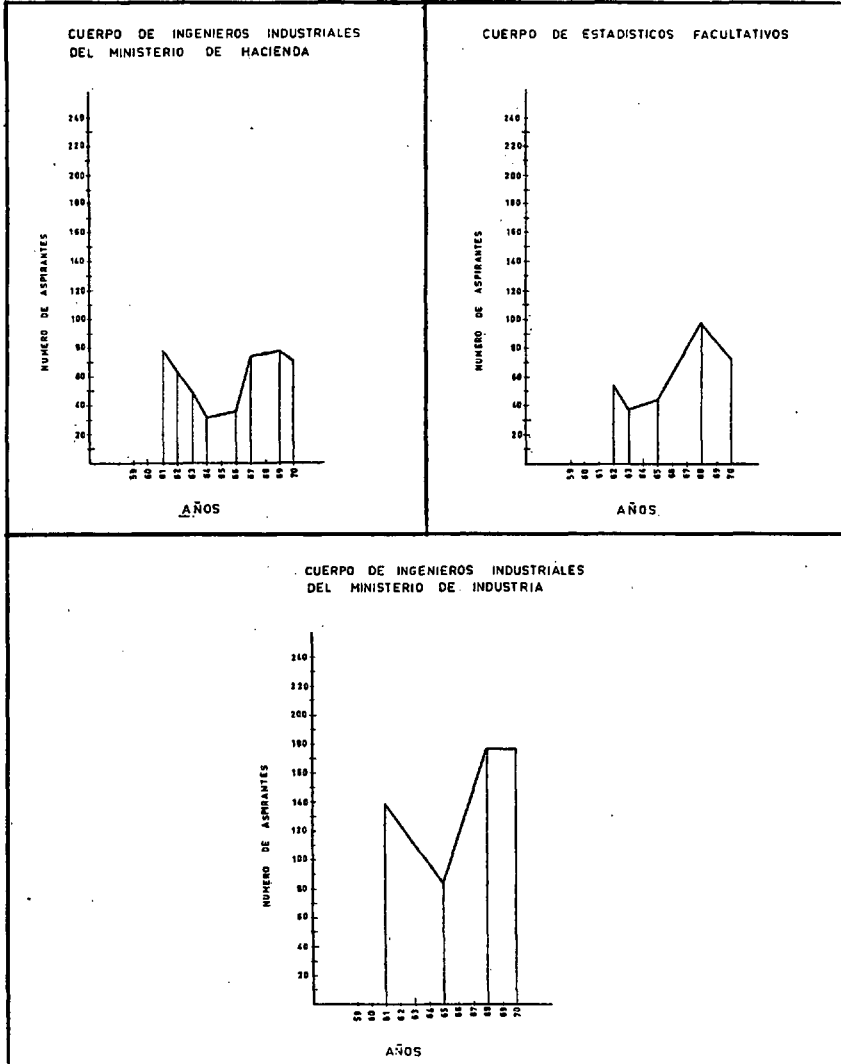 CUERPO DE INGENIEROS INDUSTRIALES
DEL MINISTERIO DE HACIENDA
NUMERO DE ASPIRANTES
240
220
200
180
160
140
120
100
80
60
40
20
59 60 61 62 63 64 65 66 67 68 69 70
AÑOS
CUERPO DE ESTADISTICOS FACULTATIVOS
NUMERO DE ASPIRANTES
240
220
200
180
160
140
120
100
80
60
40
20
59 60 61 62 63 64 65 66 67 68 69 70
AÑOS
CUERPO DE INGENIEROS INDUSTRIALES
DEL MINISTERIO DE INDUSTRIA
NUMERO DE ASPIRANTES
240
220
200
180
160
140
120
100
80
60
40
20
59 60 61 62 63 64 65 66 67 68 69 70
AÑOS